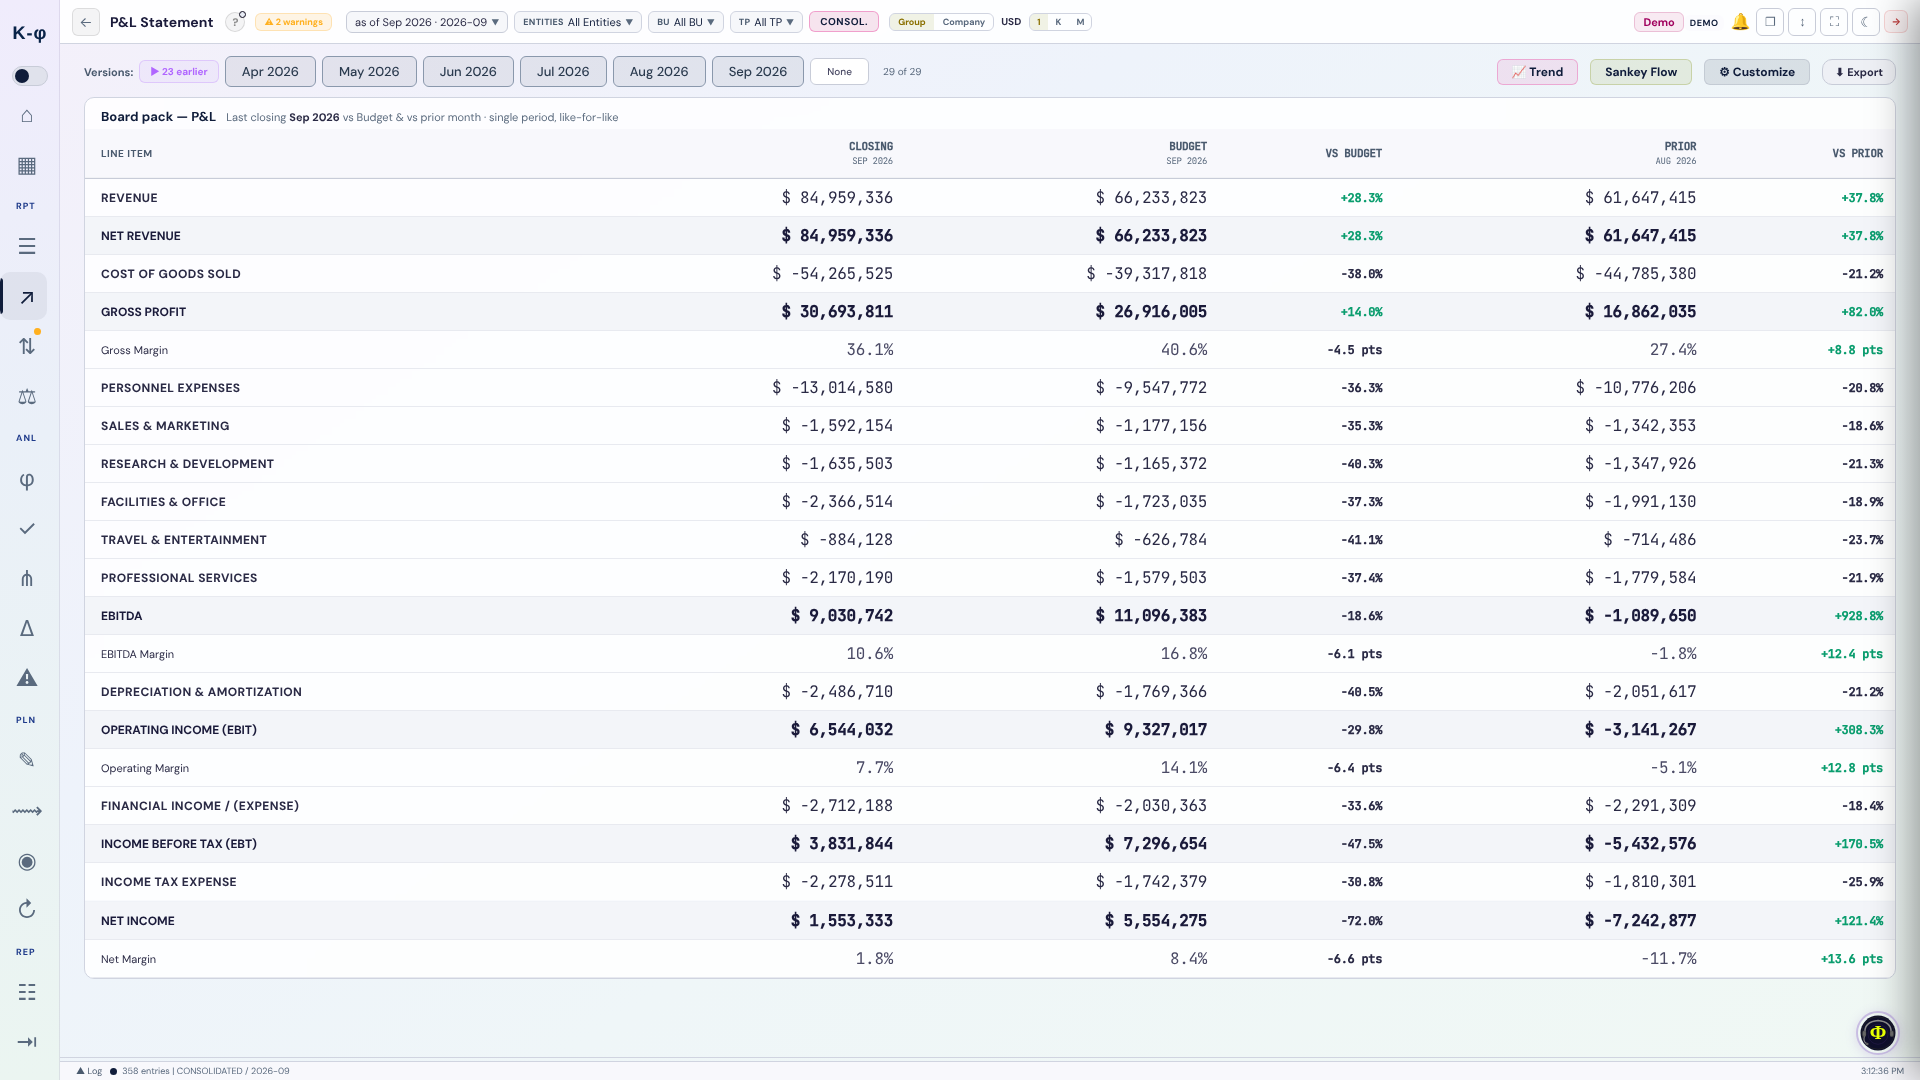 K-φ
← P&L Statement ? ⚠ 2 warnings as of Sep 2026 · 2026-09 ▼ ENTITIES All Entities ▼ BU All BU ▼ TP All TP ▼ CONSOL. Group Company USD 1 K M Demo DEMO
Versions: ▶ 23 earlier Apr 2026 May 2026 Jun 2026 Jul 2026 Aug 2026 Sep 2026 None 29 of 29 Trend Sankey Flow ⚙ Customize ⬇ Export
RPT
ANL
φ
Δ
PLN
REP
Board pack — P&L Last closing Sep 2026 vs Budget & vs prior month · single period, like-for-like
LINE ITEM CLOSING BUDGET VS BUDGET PRIOR VS PRIOR
SEP 2026 SEP 2026 AUG 2026
REVENUE $ 84,959,336 $ 66,233,823 +28.3% $ 61,647,415 +37.8%
NET REVENUE $ 84,959,336 $ 66,233,823 +28.3% $ 61,647,415 +37.8%
COST OF GOODS SOLD $ -54,265,525 $ -39,317,818 -38.0% $ -44,785,380 -21.2%
GROSS PROFIT $ 30,693,811 $ 26,916,005 +14.0% $ 16,862,035 +82.0%
Gross Margin 36.1% 40.6% -4.5 pts 27.4% +8.8 pts
PERSONNEL EXPENSES $ -13,014,580 $ -9,547,772 -36.3% $ -10,776,206 -20.8%
SALES & MARKETING $ -1,592,154 $ -1,177,156 -35.3% $ -1,342,353 -18.6%
RESEARCH & DEVELOPMENT $ -1,635,503 $ -1,165,372 -40.3% $ -1,347,926 -21.3%
FACILITIES & OFFICE $ -2,366,514 $ -1,723,035 -37.3% $ -1,991,130 -18.9%
TRAVEL & ENTERTAINMENT $ -884,128 $ -626,784 -41.1% $ -714,486 -23.7%
PROFESSIONAL SERVICES $ -2,170,190 $ -1,579,503 -37.4% $ -1,779,584 -21.9%
EBITDA $ 9,030,742 $ 11,096,383 -18.6% $ -1,089,650 +928.8%
EBITDA Margin 10.6% 16.8% -6.1 pts -1.8% +12.4 pts
DEPRECIATION & AMORTIZATION $ -2,486,710 $ -1,769,366 -40.5% $ -2,051,617 -21.2%
OPERATING INCOME (EBIT) $ 6,544,032 $ 9,327,017 -29.8% $ -3,141,267 +308.3%
Operating Margin 7.7% 14.1% -6.4 pts -5.1% +12.8 pts
FINANCIAL INCOME / (EXPENSE) $ -2,712,188 $ -2,030,363 -33.6% $ -2,291,309 -18.4%
INCOME BEFORE TAX (EBT) $ 3,831,844 $ 7,296,654 -47.5% $ -5,432,576 +170.5%
INCOME TAX EXPENSE $ -2,278,511 $ -1,742,379 -30.8% $ -1,810,301 -25.9%
NET INCOME $ 1,553,333 $ 5,554,275 -72.0% $ -7,242,877 +121.4%
Net Margin 1.8% 8.4% -6.6 pts -11.7% +13.6 pts
Φ
▲ Log ● 358 entries | CONSOLIDATED / 2026-09 3:12:36 PM